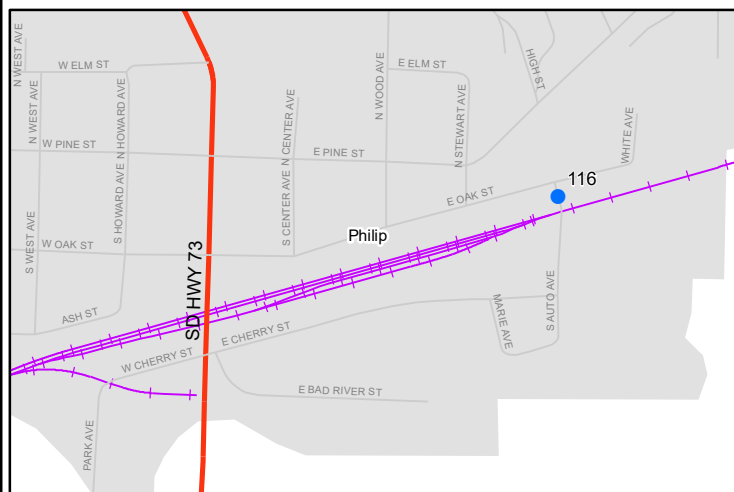 N WEST AVE
W ELM ST
N WEST AVE
N HOWARD AVE
W PINE ST
S HOWARD AVE
S WEST AVE
W OAK ST
ASH ST
SD HWY 73
N CENTER AVE
S CENTER AVE
E PINE ST
N WOOD AVE
E ELM ST
N STEWART AVE
HIGH ST
WHITE AVE
E OAK ST
116
Philip
W CHERRY ST
E CHERRY ST
MARIE AVE
S AUTO AVE
E BAD RIVER ST
PARK AVE